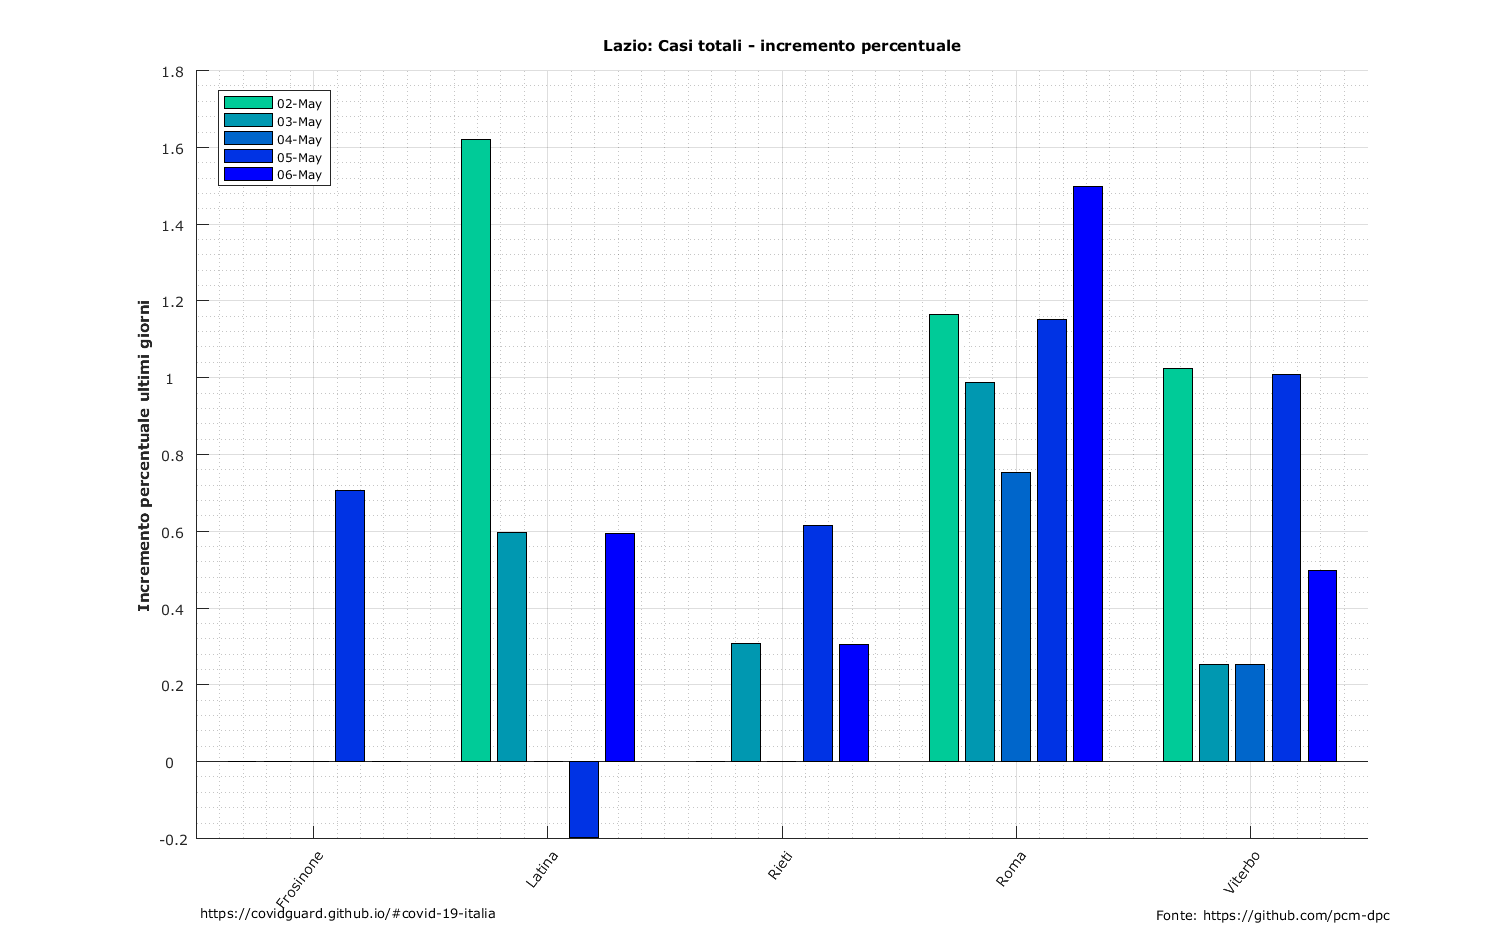 Lazio: Casi totali - incremento percentuale
1.8
1.6
1.4
1.2
1
0.8
0.6
0.4
0.2
0
-0.2
Incremento percentuale ultimi giorni
02-May
03-May
04-May
05-May
06-May
Frosinone
Latina
Rieti
Roma
Viterbo
https://covidguard.github.io/#covid-19-italia
Fonte: https://github.com/pcm-dpc